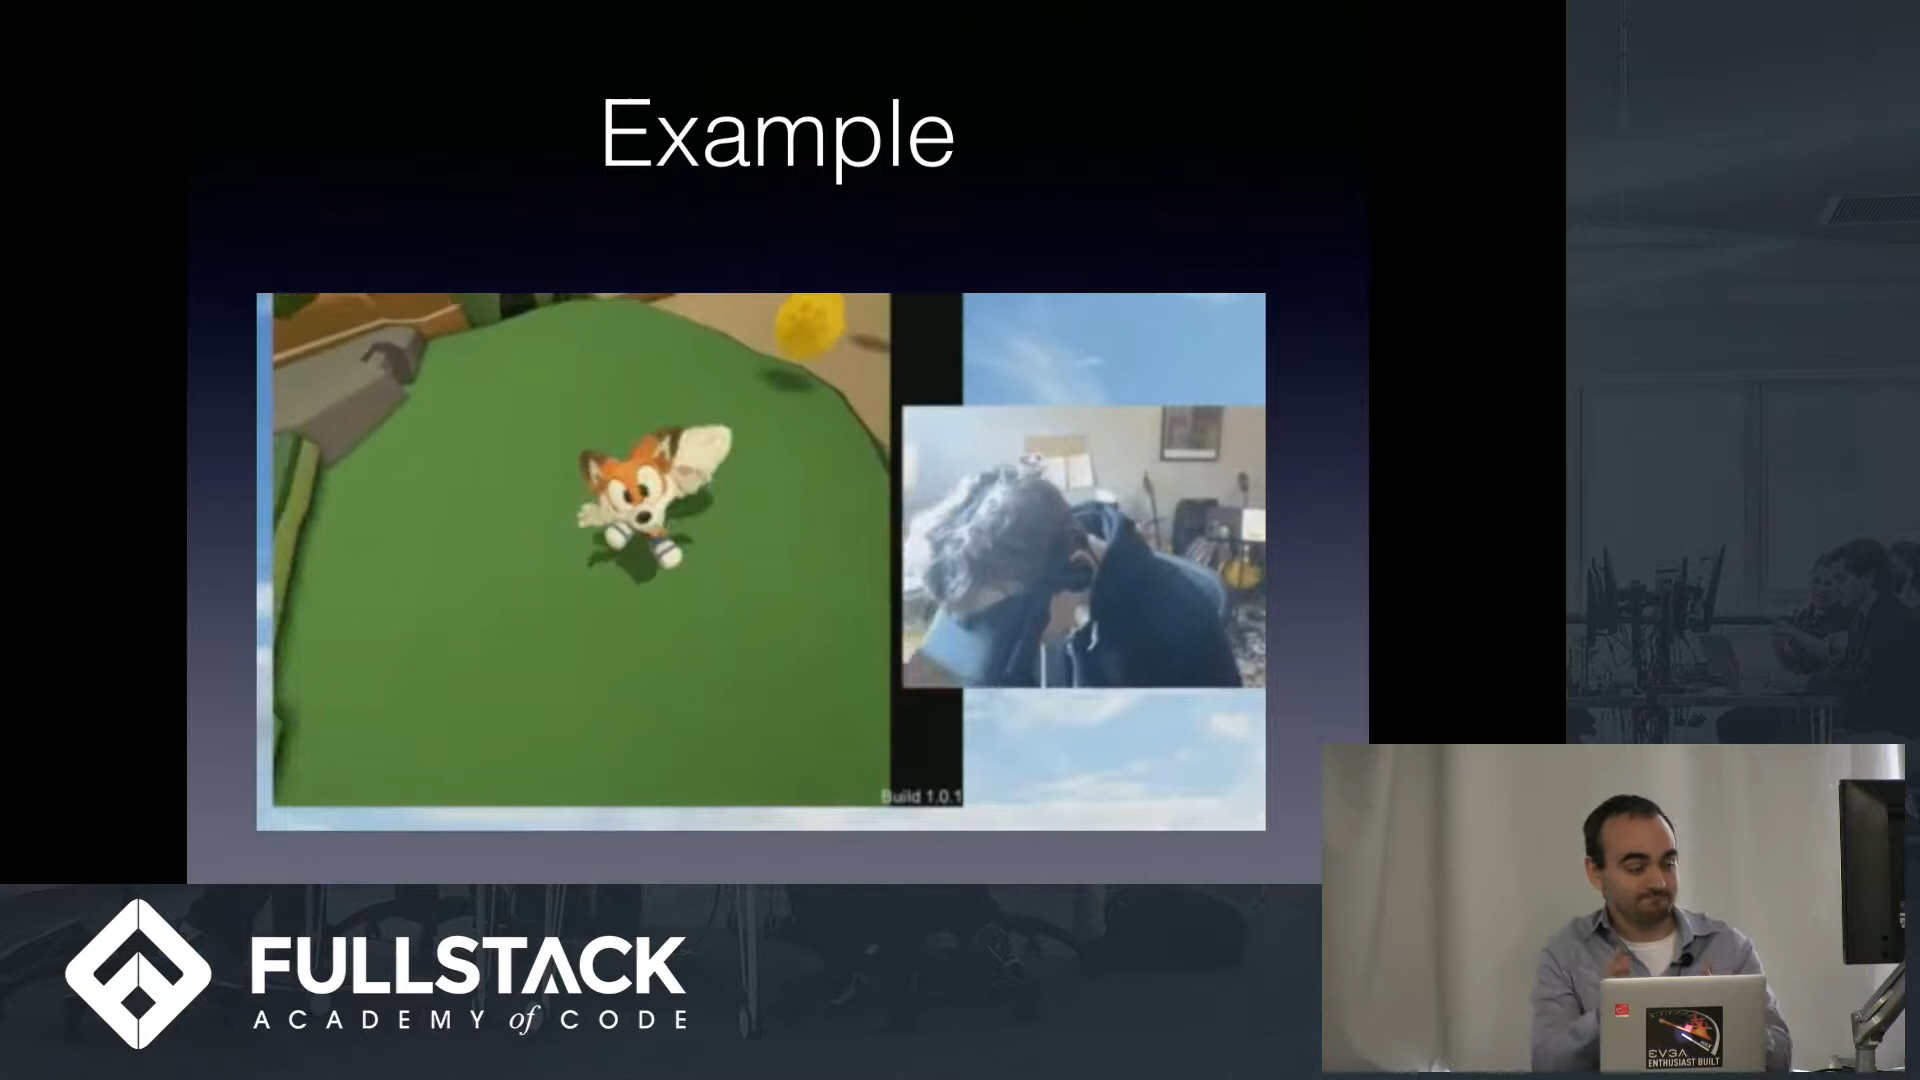 Example
Build 1.0.1
FULLSTACK
ACADEMY of CODE
EVGA
ENTHUSIAST BUILT